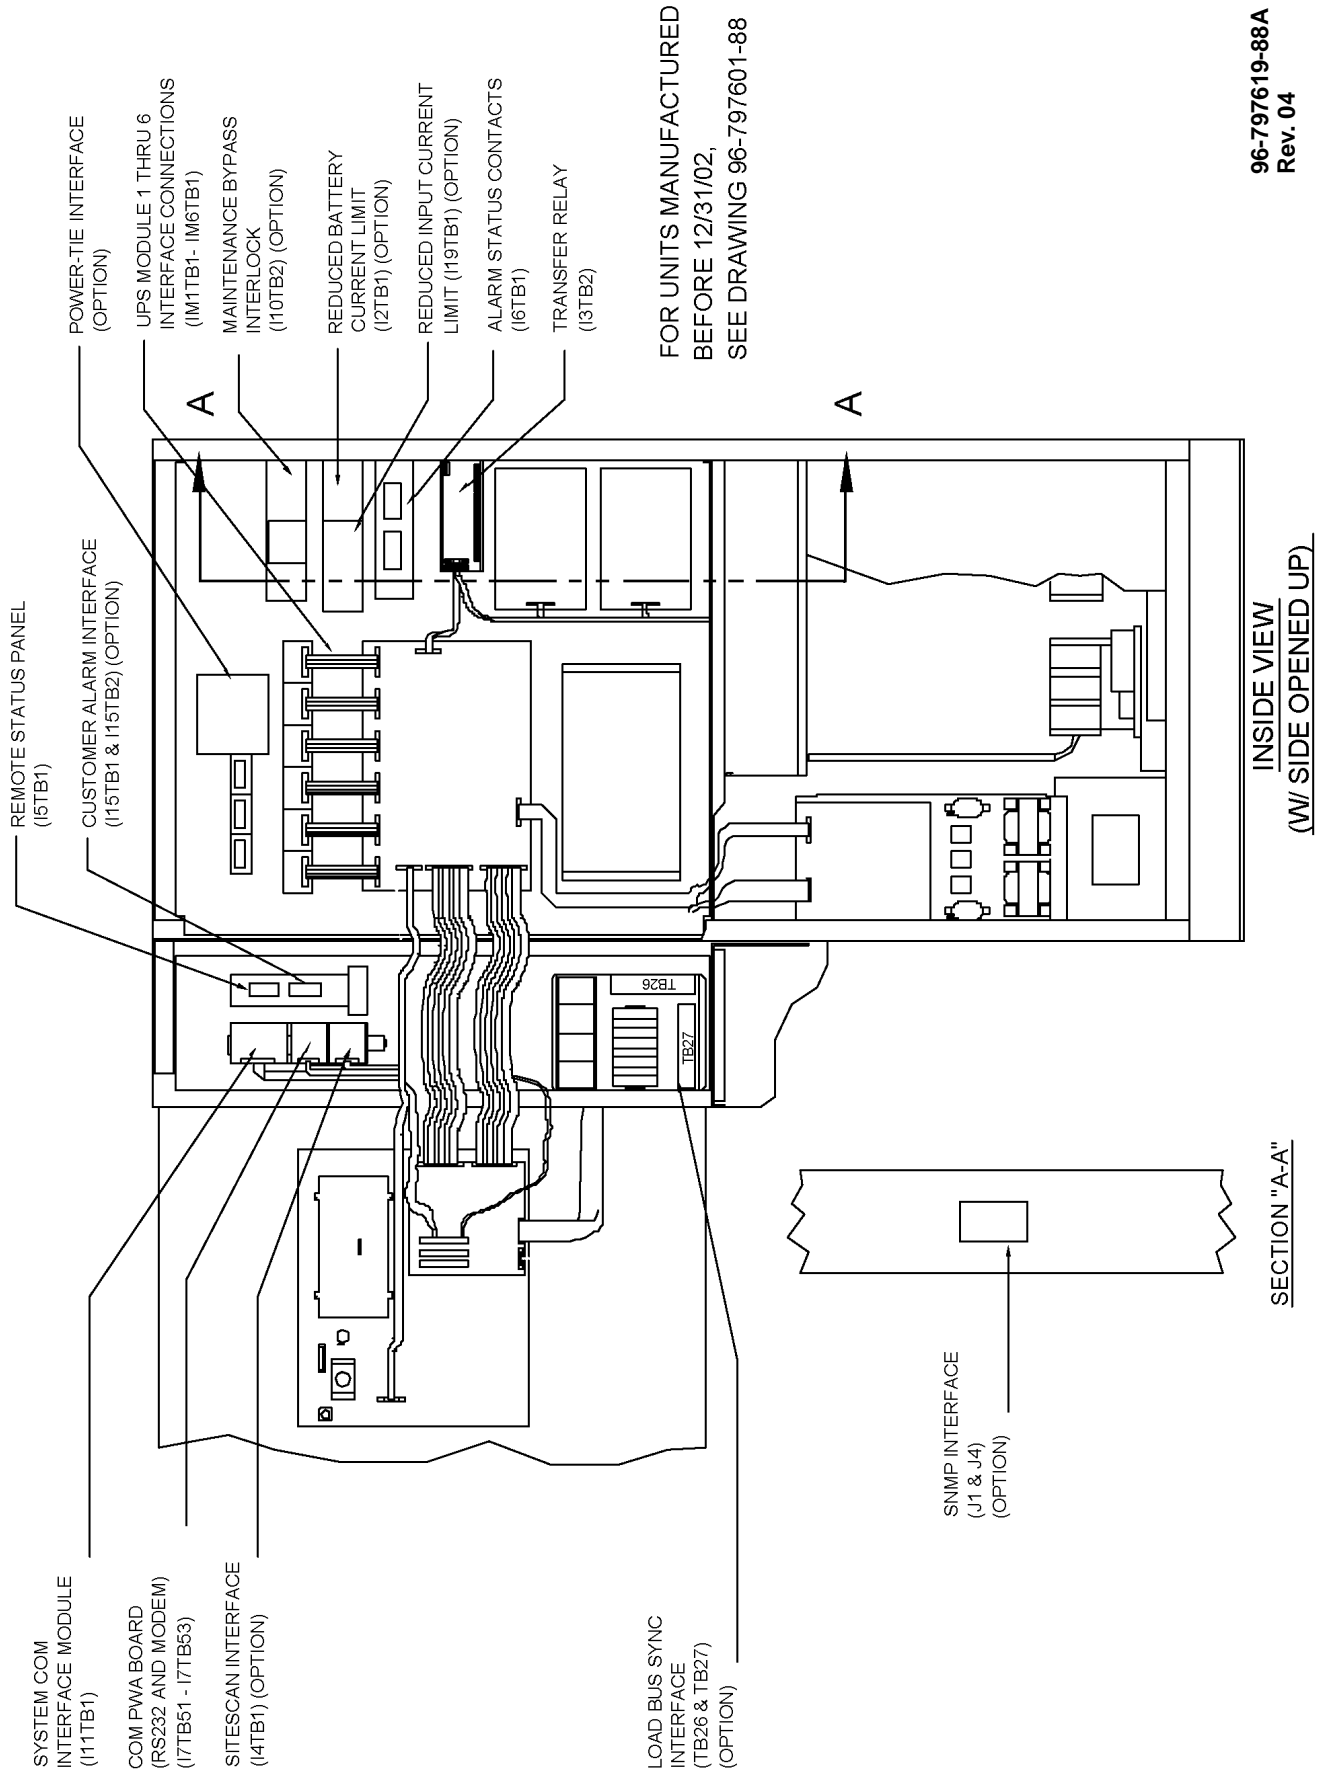 REMOTE STATUS PANEL
(I5TB1)
CUSTOMER ALARM INTERFACE
(I15TB1 & I15TB2) (OPTION)
POWER-TIE INTERFACE
(OPTION)
UPS MODULE 1 THRU 6
INTERFACE CONNECTIONS
(IM1TB1- IM6TB1)
MAINTENANCE BYPASS
INTERLOCK
(I10TB2) (OPTION)
REDUCED BATTERY
CURRENT LIMIT
(I2TB1) (OPTION)
REDUCED INPUT CURRENT
LIMIT (I19TB1) (OPTION)
ALARM STATUS CONTACTS
(I6TB1)
TRANSFER RELAY
(I3TB2)
A
A
FOR UNITS MANUFACTURED
BEFORE 12/31/02,
SEE DRAWING 96-797601-88
SYSTEM COM
INTERFACE MODULE
(I11TB1)
COM PWA BOARD
(RS232 AND MODEM)
(I7TB51 - I7TB53)
SITESCAN INTERFACE
(I4TB1) (OPTION)
LOAD BUS SYNC
INTERFACE
(TB26 & TB27)
(OPTION)
TB26
TB27
SNMP INTERFACE
(J1 & J4)
(OPTION)
SECTION "A-A"
INSIDE VIEW
(W/ SIDE OPENED UP)
96-797619-88A
Rev. 04